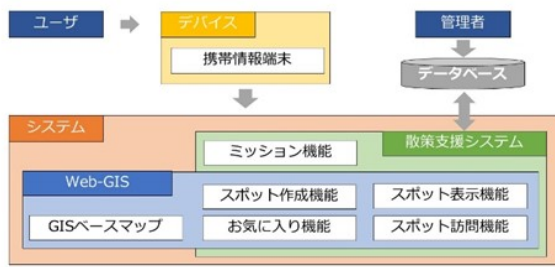 ユーザ
デバイス
管理者
携帯情報端末
データベース
システム
散策支援システム
ミッション機能
Web-GIS
スポット作成機能
スポット表示機能
GISベースマップ
お気に入り機能
スポット訪問機能